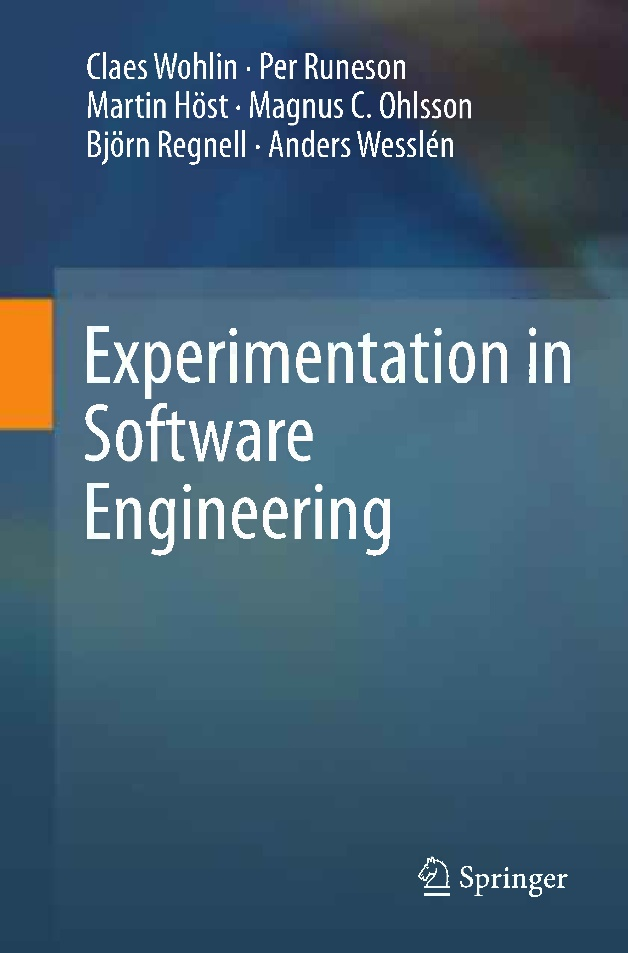 Claes Wohlin · Per Runeson
Martin Höst · Magnus C. Ohlsson
Björn Regnell · Anders Wesslén
Experimentation in
Software
Engineering
Springer